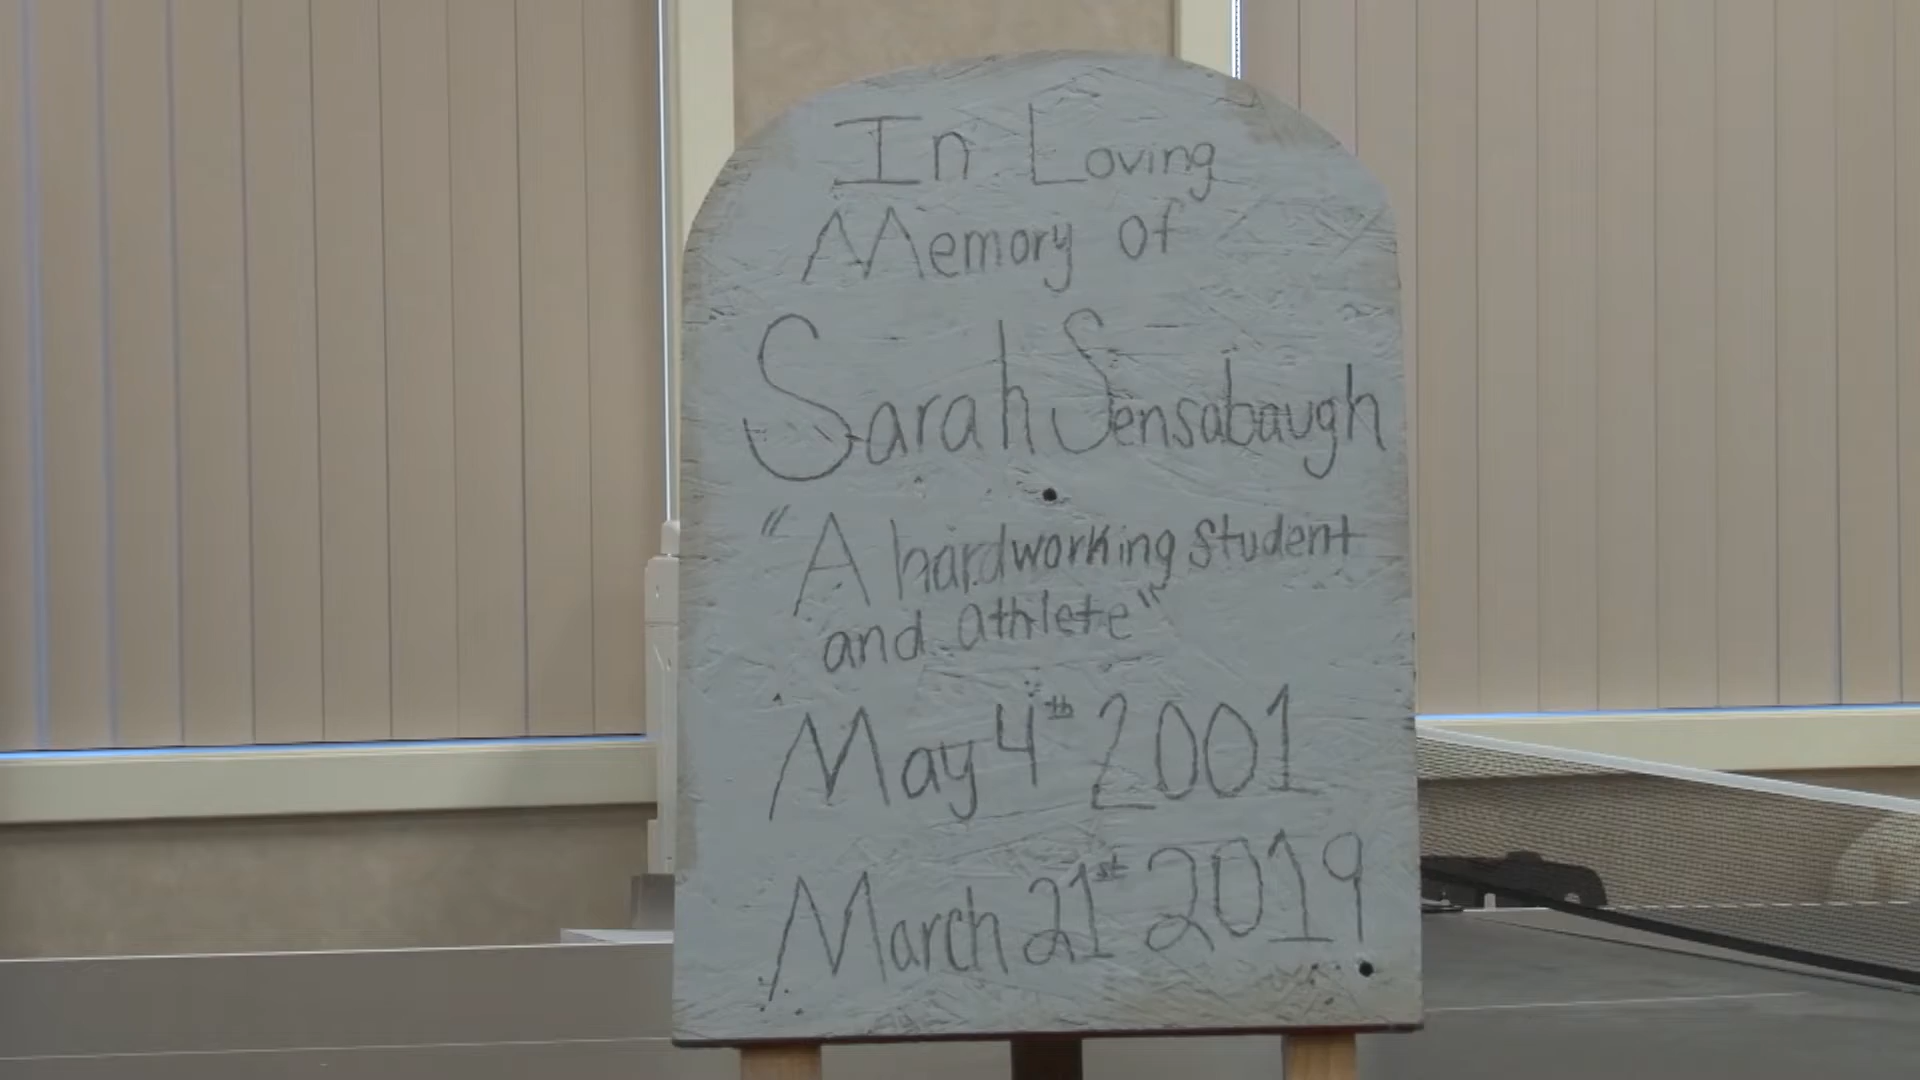 In Loving
Memory of
Sarah Sensabaugh
"A hardworking student
and athlete"
May 4th 2001
March 21st 2019